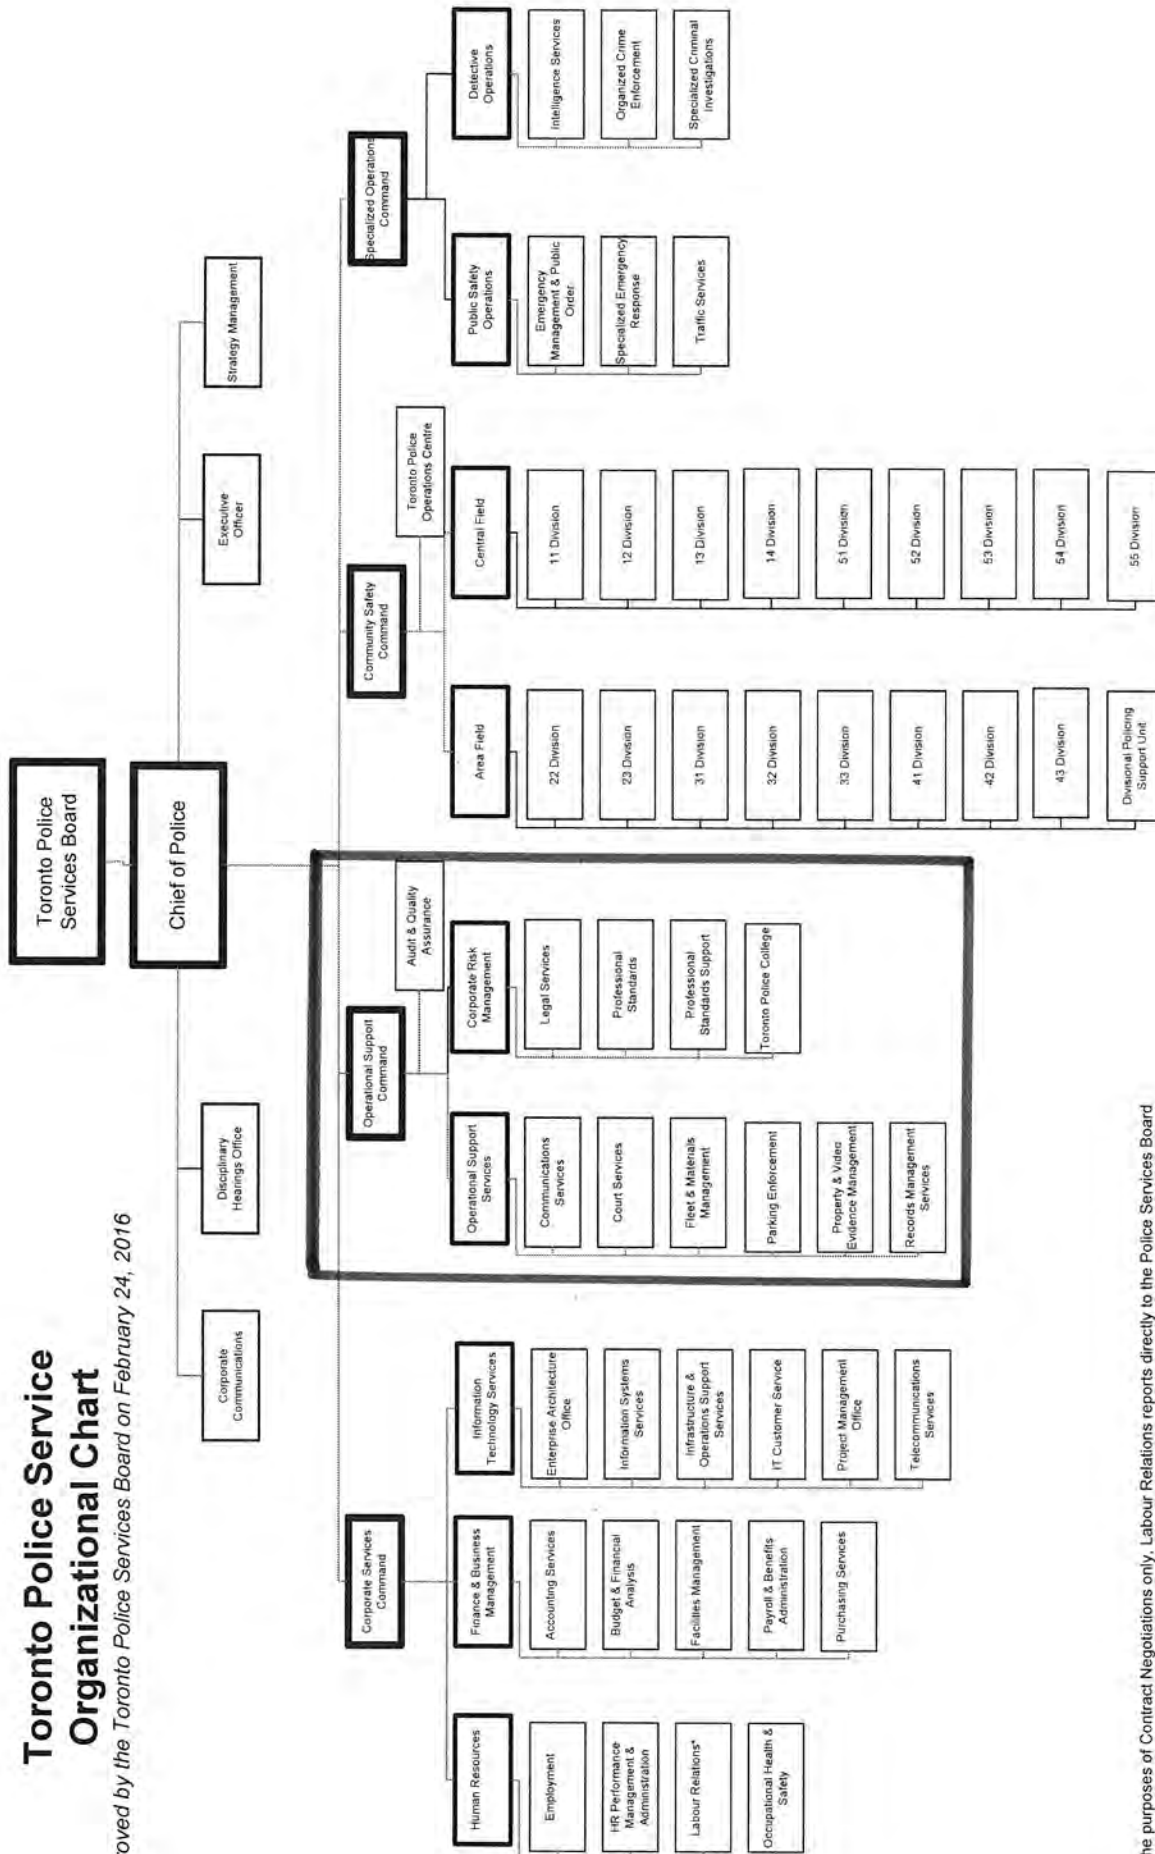 Toronto Police Service
Organizational Chart
roved by the Toronto Police Services Board on February 24, 2016
Toronto Police
Services Board
Chief of Police
Corporate
Communications
Disciplinary
Hearings Office
Executive
Officer
Strategy Management
Corporate Services
Command
Operational Support
Command
Community Safety
Command
Specialized Operations
Command
Audit & Quality
Assurance
Toronto Police
Operations Centre
Human Resources
Employment
HR Performance
Management &
Administration
Labour Relations*
Occupational Health &
Safety
Finance & Business
Management
Accounting Services
Budget & Financial
Analysis
Facilities Management
Payroll & Benefits
Administration
Purchasing Services
Information
Technology Services
Enterprise Architecture
Office
Information Systems
Services
Infrastructure &
Operations Support
Services
IT Customer Service
Project Management
Office
Telecommunications
Services
Operational Support
Services
Communications
Services
Court Services
Fleet & Materials
Management
Parking Enforcement
Property & Video
Evidence Management
Records Management
Services
Corporate Risk
Management
Legal Services
Professional
Standards
Professional
Standards Support
Toronto Police College
Area Field
22 Division
23 Division
31 Division
32 Division
33 Division
41 Division
42 Division
43 Division
Divisional Policing
Support Unit
Central Field
11 Division
12 Division
13 Division
14 Division
51 Division
52 Division
53 Division
54 Division
55 Division
Public Safety
Operations
Emergency
Management & Public
Order
Specialized Emergency
Response
Traffic Services
Detective
Operations
Intelligence Services
Organized Crime
Enforcement
Specialized Criminal
Investigations
he purposes of Contract Negotiations only, Labour Relations reports directly to the Police Services Board